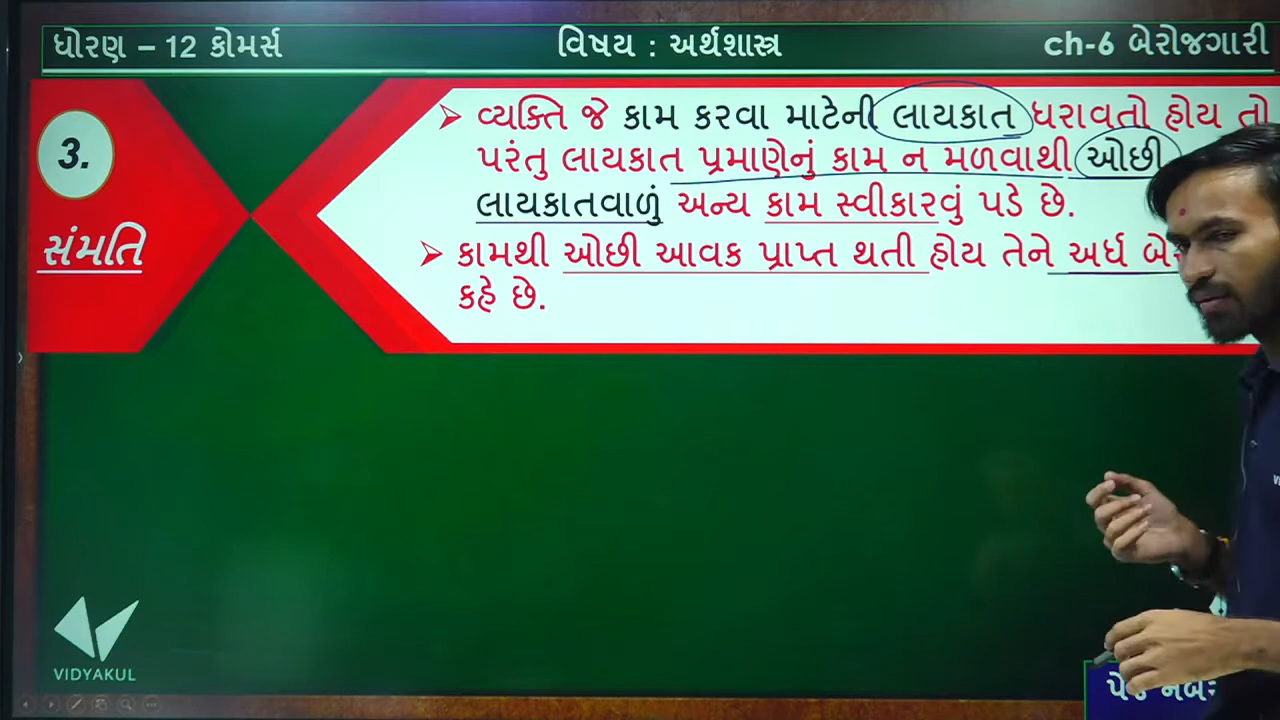 ધોરણ – 12 કોમર્સ
વિષય : અર્થશાસ્ત્ર
ch-6 બેરોજગારી
3.
સંમતિ
➤ વ્યક્તિ જે કામ કરવા માટેની લાયકાત ધરાવતો હોય તો
પરંતુ લાયકાત પ્રમાણેનું કામ ન મળવાથી ઓછી
લાયકાતવાળું અન્ય કામ સ્વીકારવું પડે છે.
➤ કામથી ઓછી આવક પ્રાપ્ત થતી હોય તેને અર્ધ
કહે છે.
VIDYAKUL